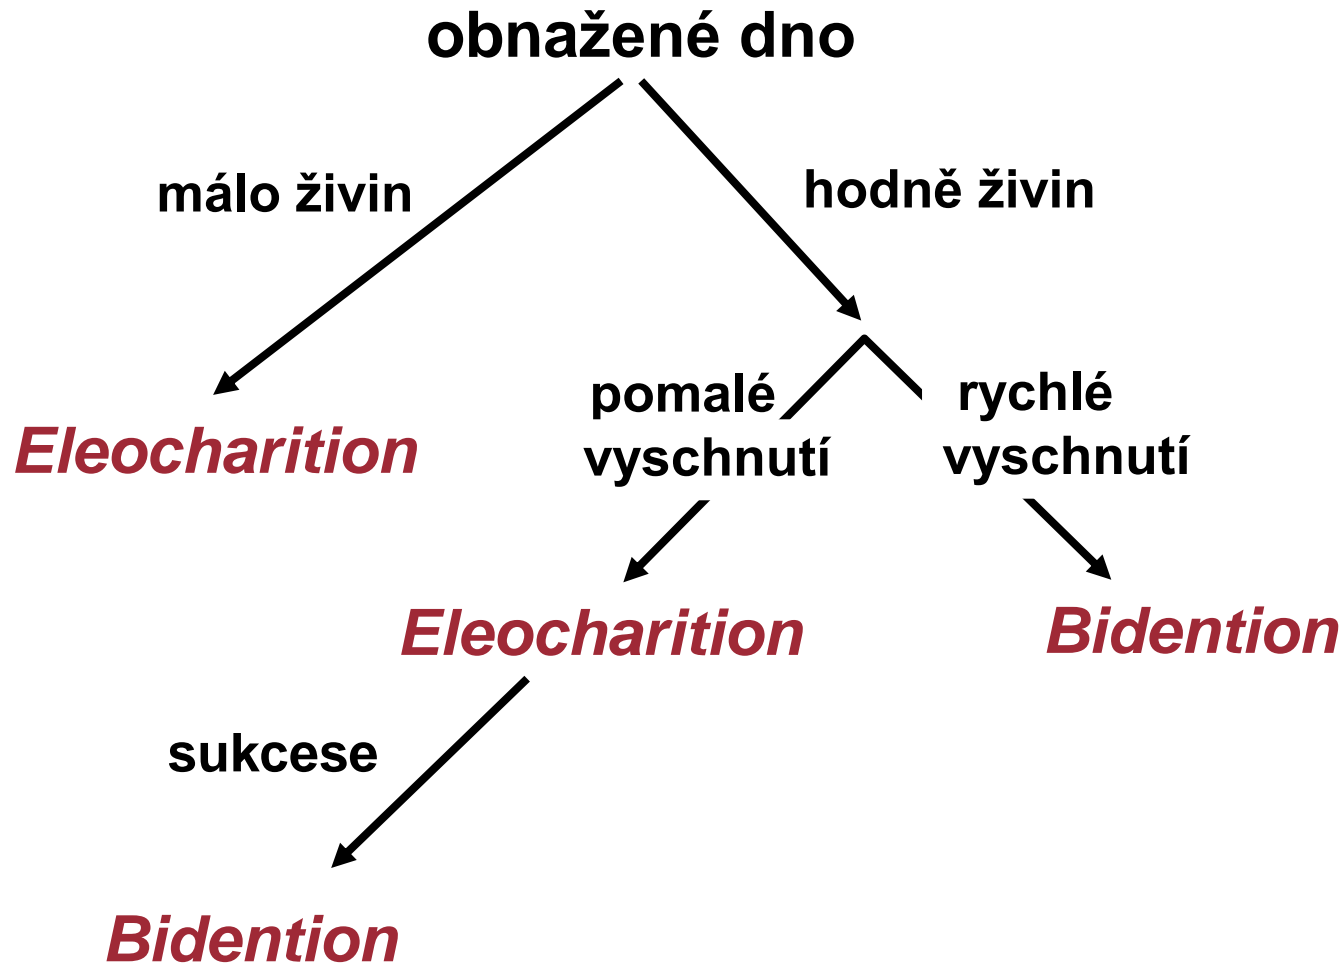 obnažené dno
málo živin
hodně živin
pomalé
vyschnutí
rychlé
vyschnutí
Eleocharition
Eleocharition
Bidention
sukcese
Bidention